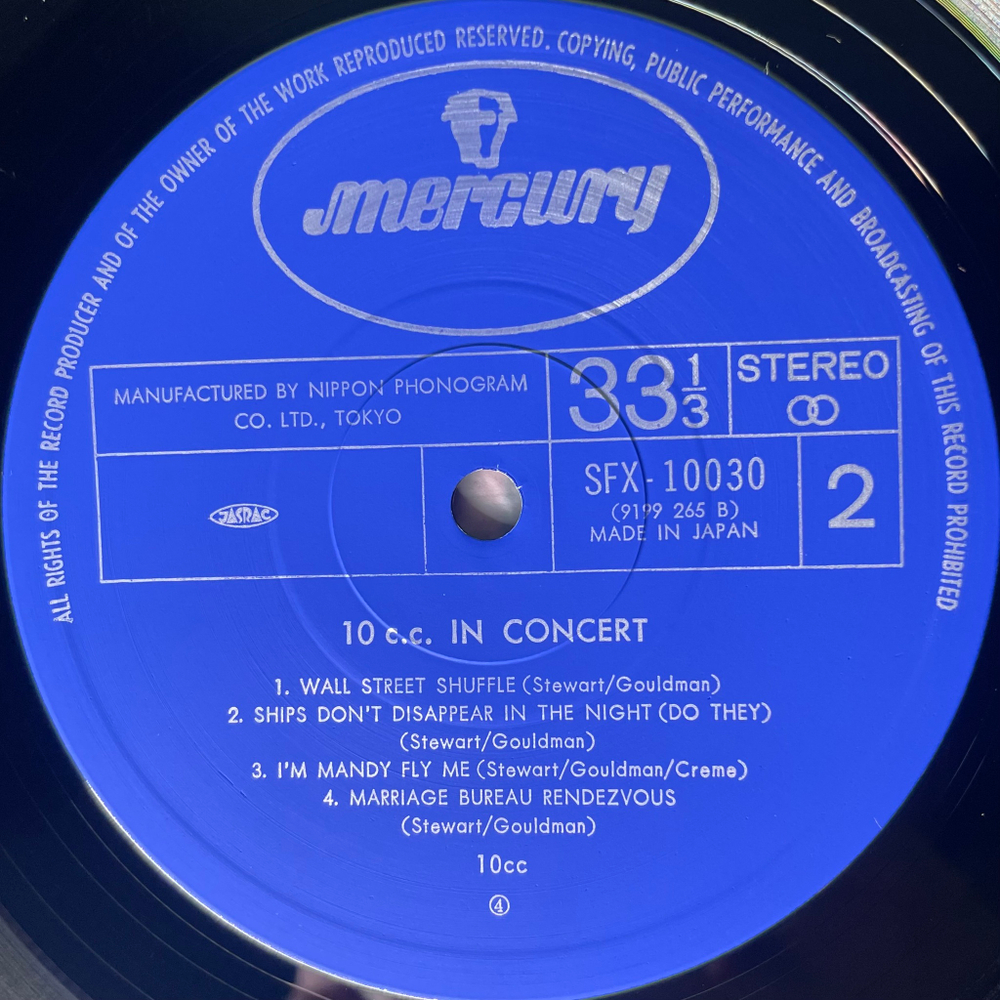 ALL RIGHTS OF THE RECORD PRODUCER AND OF THE OWNER OF THE WORK REPRODUCED RESERVED. COPYING, PUBLIC PERFORMANCE AND BROADCASTING OF THIS RECORD PROHIBITED
mercury
MANUFACTURED BY NIPPON PHONOGRAM
CO. LTD., TOKYO
33 1/3
STEREO
JASRAC
SFX-10030
(9199 265 B)
MADE IN JAPAN
2
10 c.c. IN CONCERT
1. WALL STREET SHUFFLE (Stewart/Gouldman)
2. SHIPS DON'T DISAPPEAR IN THE NIGHT (DO THEY)
(Stewart/Gouldman)
3. I'M MANDY FLY ME (Stewart/Gouldman/Creme)
4. MARRIAGE BUREAU RENDEZVOUS
(Stewart/Gouldman)
10cc
④